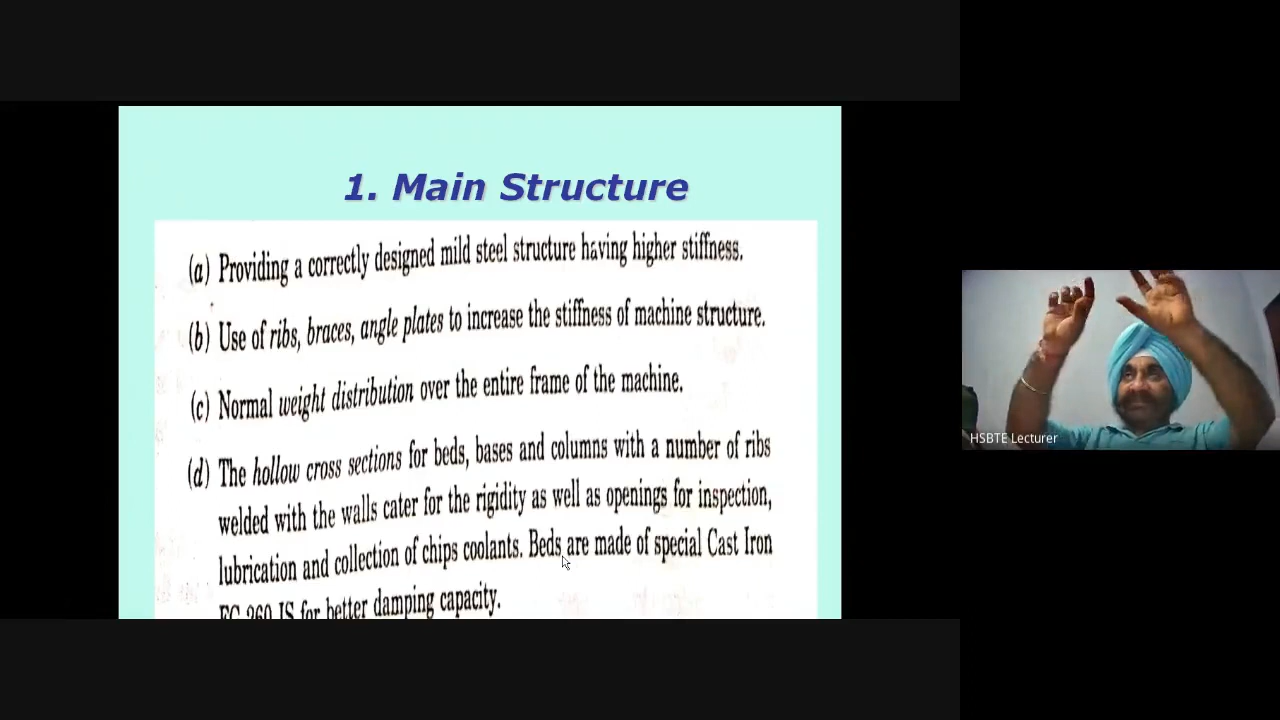 1. Main Structure
(a) Providing a correctly designed mild steel structure having higher stiffness.
(b) Use of ribs, braces, angle plates to increase the stiffness of machine structure.
(c) Normal weight distribution over the entire frame of the machine.
(d) The hollow cross sections for beds, bases and columns with a number of ribs
welded with the walls cater for the rigidity as well as openings for inspection,
lubrication and collection of chips coolants. Beds are made of special Cast Iron
260 IS for better damping capacity.
HSBTE Lecturer